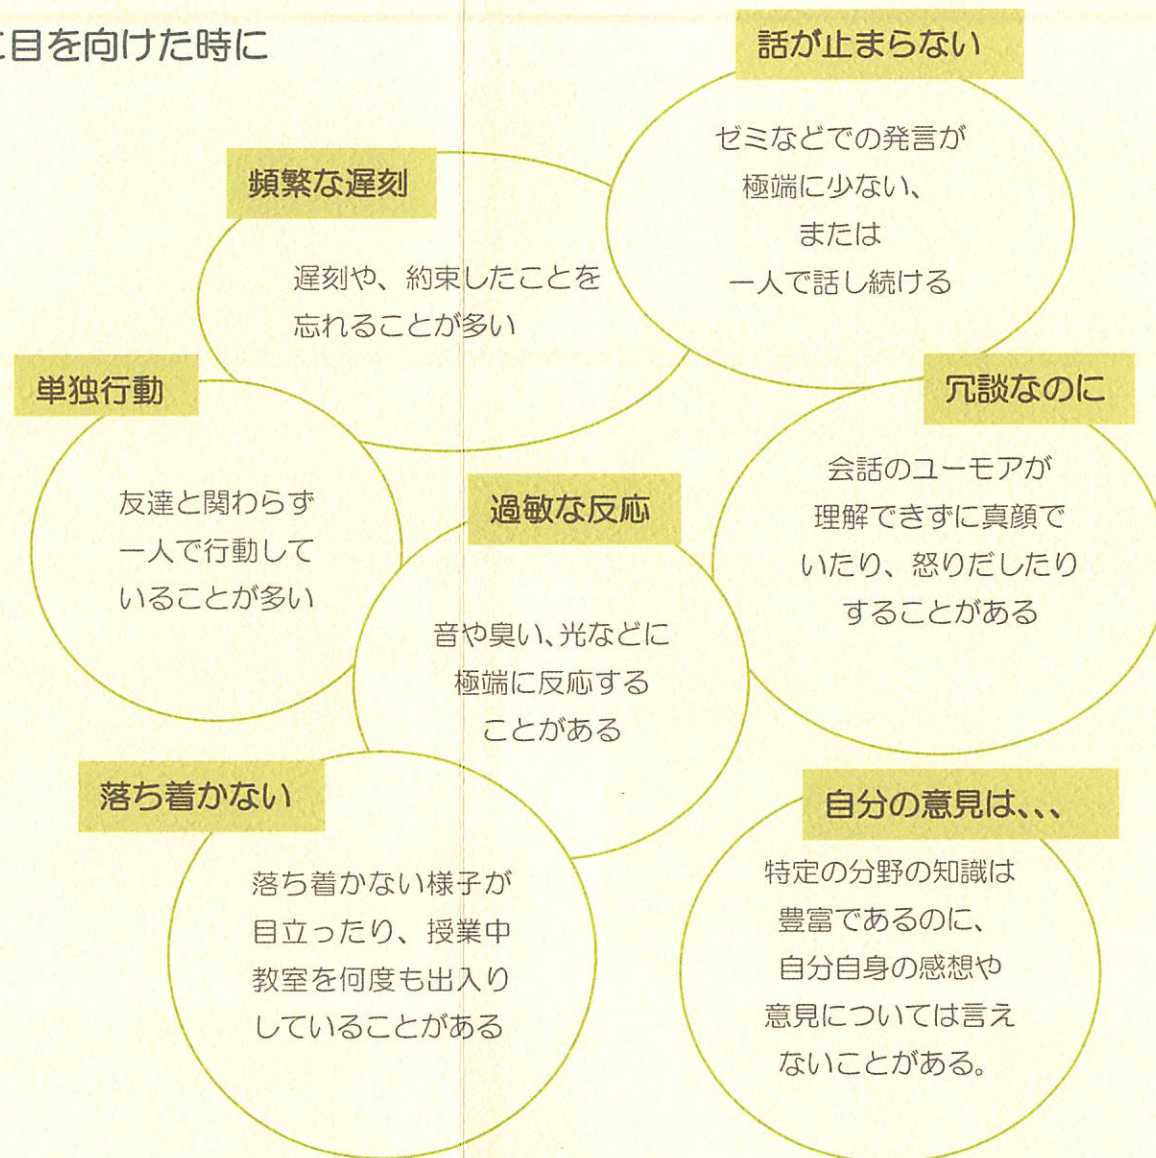 に目を向けた時に
話が止まらない
ゼミなどでの発言が
極端に少ない、
または
一人で話し続ける
頻繁な遅刻
遅刻や、約束したことを
忘れることが多い
単独行動
友達と関わらず
一人で行動して
いることが多い
冗談なのに
会話のユーモアが
理解できずに真顔で
いたり、怒りだしたり
することがある
過敏な反応
音や臭い、光などに
極端に反応する
ことがある
落ち着かない
落ち着かない様子が
目立ったり、授業中
教室を何度も出入り
していることがある
自分の意見は、、、
特定の分野の知識は
豊富であるのに、
自分自身の感想や
意見については言え
ないことがある。